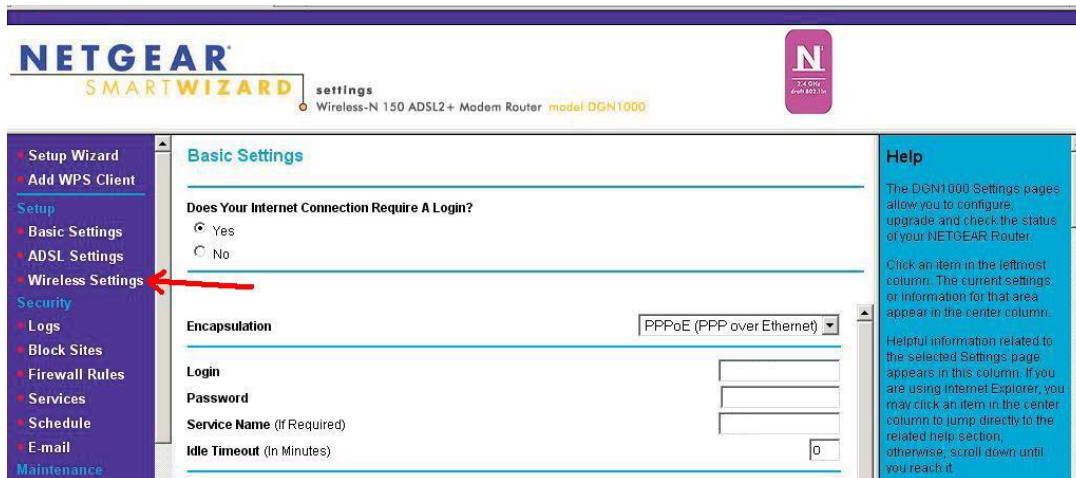 NETGEAR
SMARTWIZARD
settings
Wireless-N 150 ADSL2+ Modem Router model DGN1000
N
2.4 GHz
draft 802.11n
Setup Wizard
Add WPS Client
Setup
Basic Settings
ADSL Settings
Wireless Settings
Security
Logs
Block Sites
Firewall Rules
Services
Schedule
E-mail
Maintenance
Basic Settings
Does Your Internet Connection Require A Login?
Yes
No
Encapsulation PPPoE (PPP over Ethernet)
Login
Password
Service Name (If Required)
Idle Timeout (In Minutes) 0
Help
The DGN1000 Settings pages
allow you to configure,
upgrade and check the status
of your NETGEAR Router.
Click an item in the leftmost
column. The current settings
or information for that area
appear in the center column.
Helpful information related to
the selected Settings page
appears in this column. If you
are using Internet Explorer, you
may click an item in the center
column to jump directly to the
related help section;
otherwise, scroll down until
you reach it.